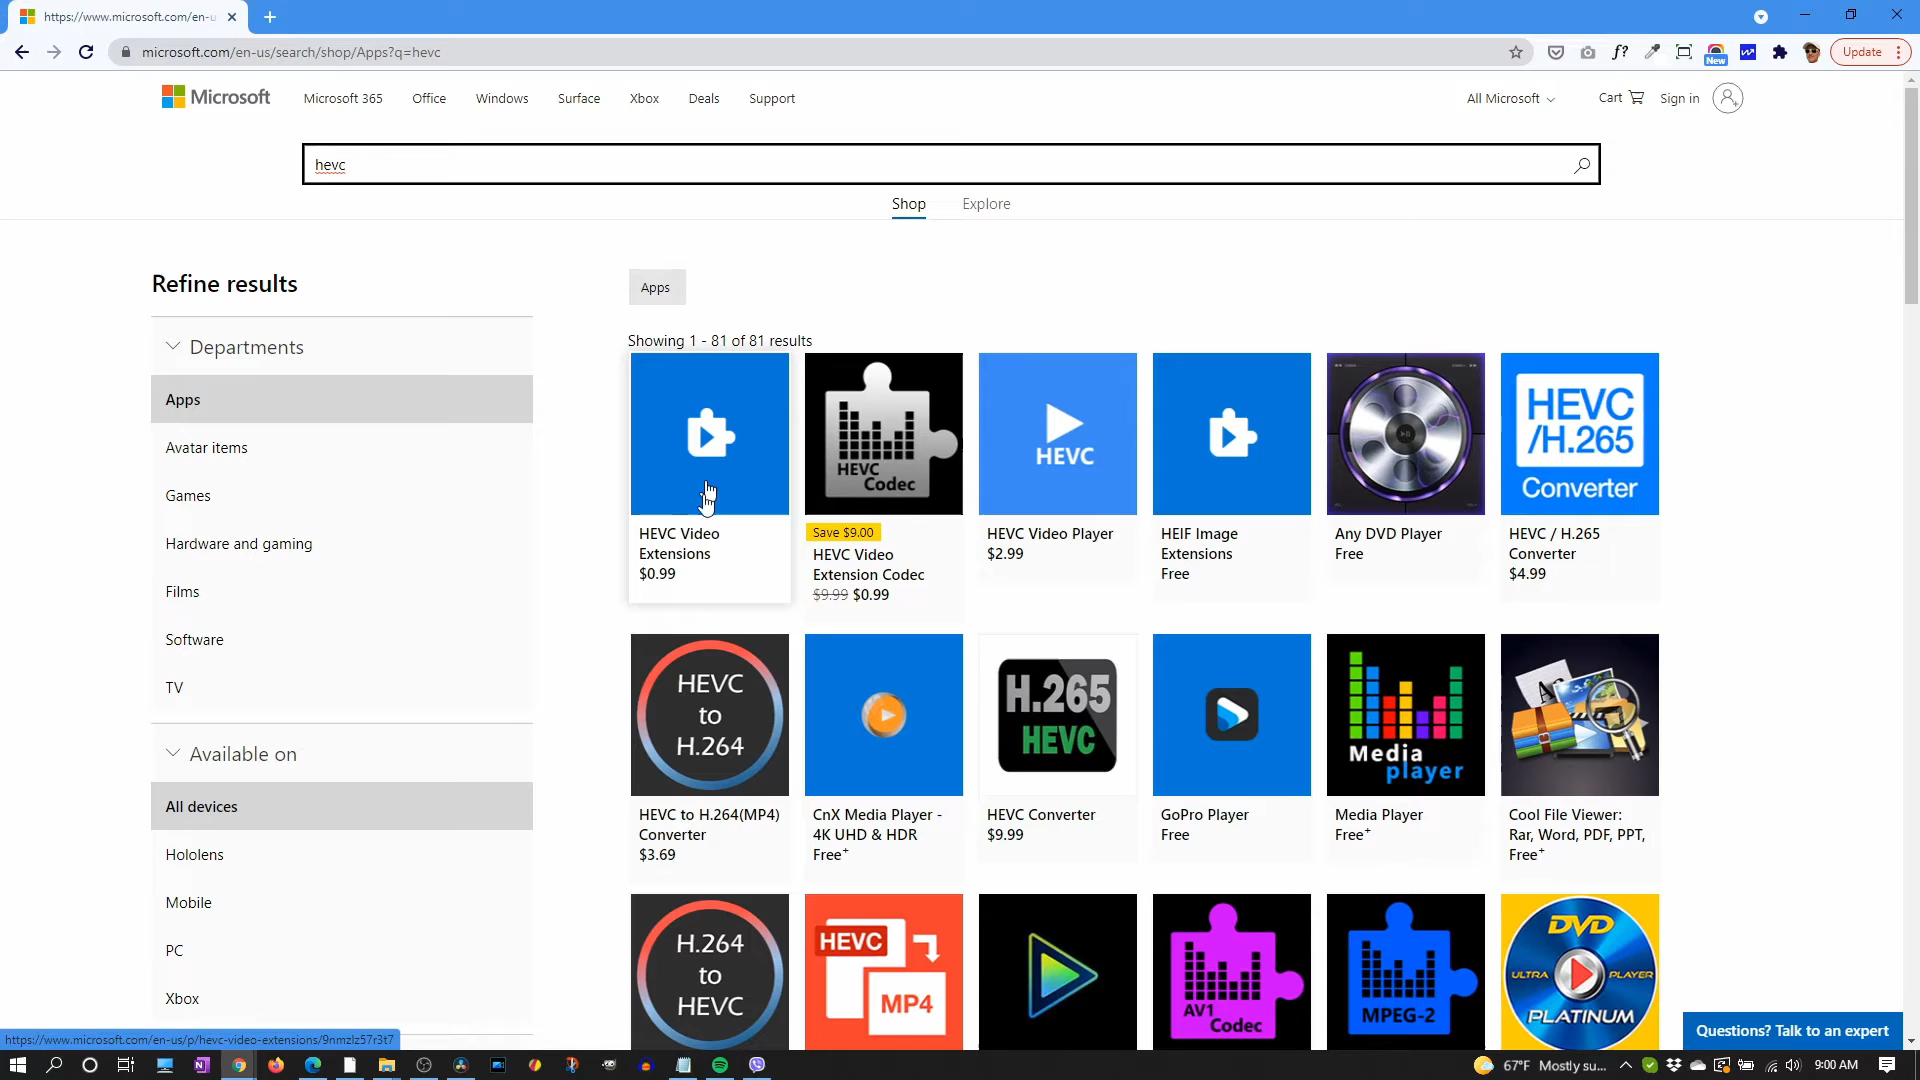 https://www.microsoft.com/en-u
microsoft.com/en-us/search/shop/Apps?q=hevc
f?
New
Update
Microsoft
Microsoft 365
Office
Windows
Surface
Xbox
Deals
Support
All Microsoft
Cart
Sign in
hevc
Shop
Explore
Refine results
Departments
Apps
Avatar items
Games
Hardware and gaming
Films
Software
TV
Available on
All devices
Hololens
Mobile
PC
Xbox
Apps
Showing 1 - 81 of 81 results
HEVC Video
Extensions
$0.99
HEVC
Codec
Save $9.00
HEVC Video
Extension Codec
$9.99 $0.99
HEVC
HEVC Video Player
$2.99
HEIF Image
Extensions
Free
Any DVD Player
Free
HEVC
/H.265
Converter
HEVC / H.265
Converter
$4.99
HEVC
to
H.264
HEVC to H.264(MP4)
Converter
$3.69
CnX Media Player -
4K UHD & HDR
Free+
H.265
HEVC
HEVC Converter
$9.99
GoPro Player
Free
Media
player
Media Player
Free+
Cool File Viewer:
Rar, Word, PDF, PPT,
Free+
H.264
to
HEVC
HEVC
MP4
AV1
Codec
MPEG-2
DVD
ULTRA PLAYER
PLATINUM
Questions? Talk to an expert
https://www.microsoft.com/en-us/p/hevc-video-extensions/9nmzlz57r3t7
67°F Mostly su...
9:00 AM